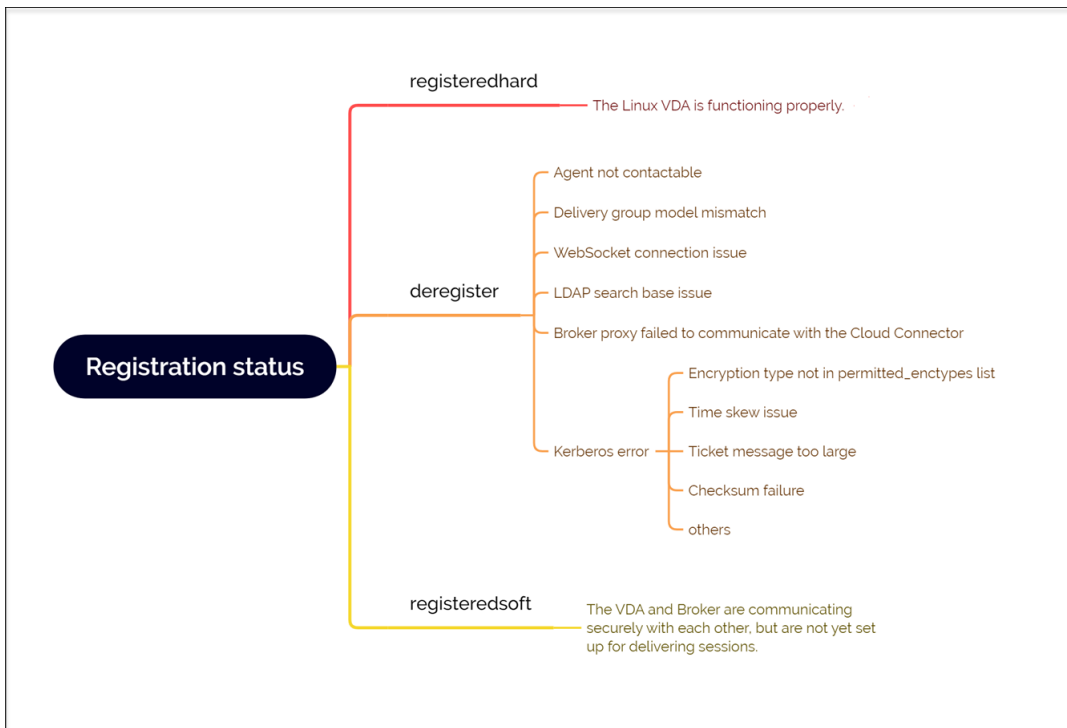 registeredhard
The Linux VDA is functioning properly.
Agent not contactable
Delivery group model mismatch
WebSocket connection issue
deregister
LDAP search base issue
Broker proxy failed to communicate with the Cloud Connector
Registration status
Encryption type not in permitted_enctypes list
Time skew issue
Kerberos error
Ticket message too large
Checksum failure
others
registeredsoft
The VDA and Broker are communicating
securely with each other, but are not yet set
up for delivering sessions.